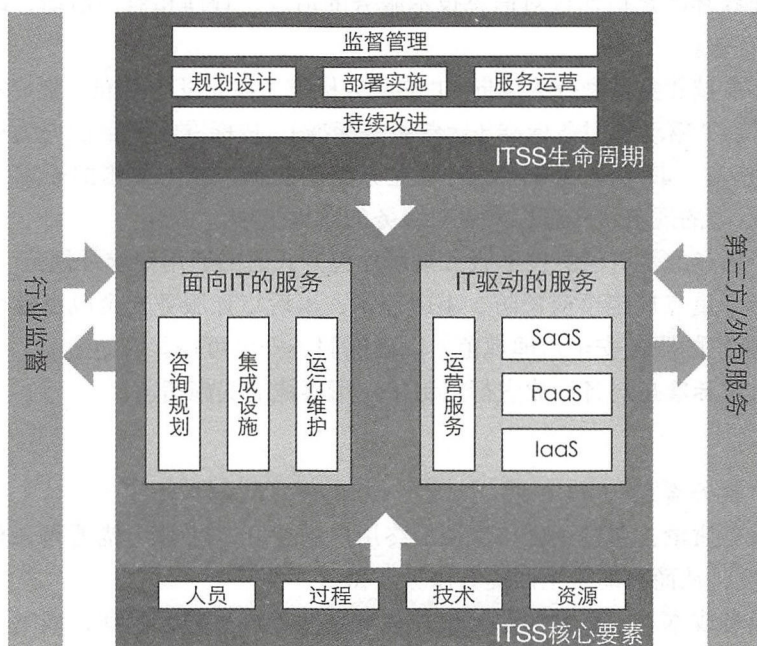 监督管理
规划设计
部署实施
服务运营
持续改进
ITSS生命周期
行业监督
面向IT的服务
咨询规划
集成设施
运行维护
IT驱动的服务
运营服务
SaaS
PaaS
IaaS
第三方/外包服务
人员
过程
技术
资源
ITSS核心要素